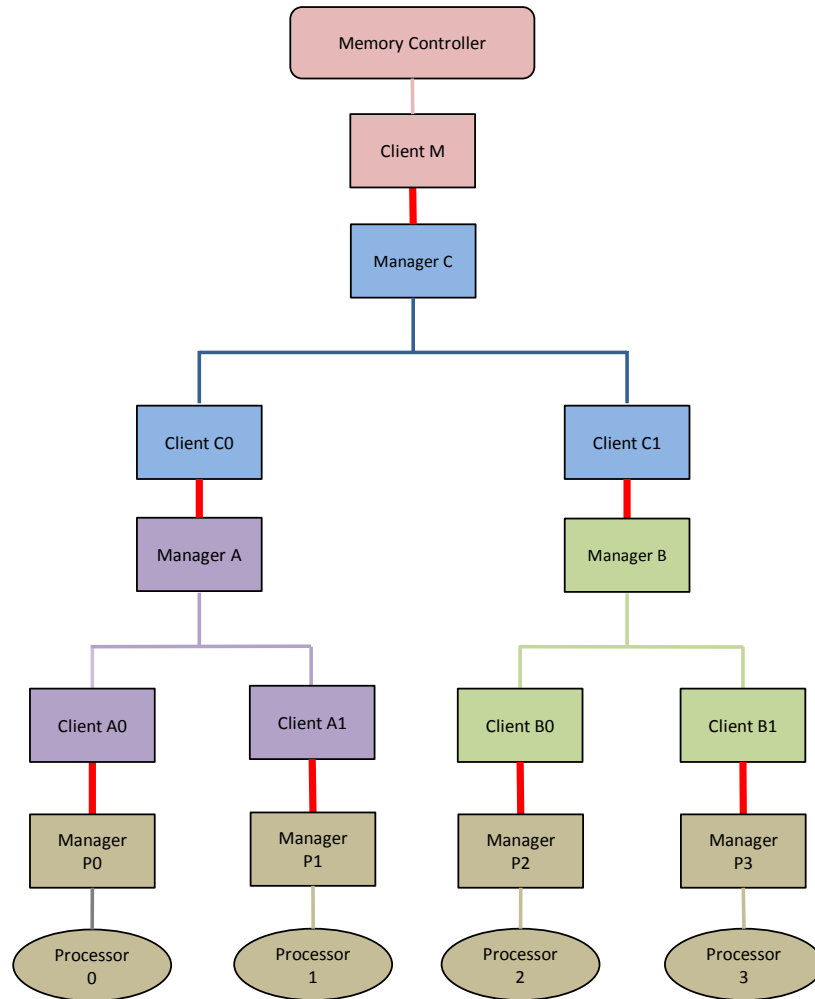 Memory Controller
Client M
Manager C
Client C0
Client C1
Manager A
Manager B
Client A0
Client A1
Client B0
Client B1
Manager
P0
Manager
P1
Manager
P2
Manager
P3
Processor
0
Processor
1
Processor
2
Processor
3